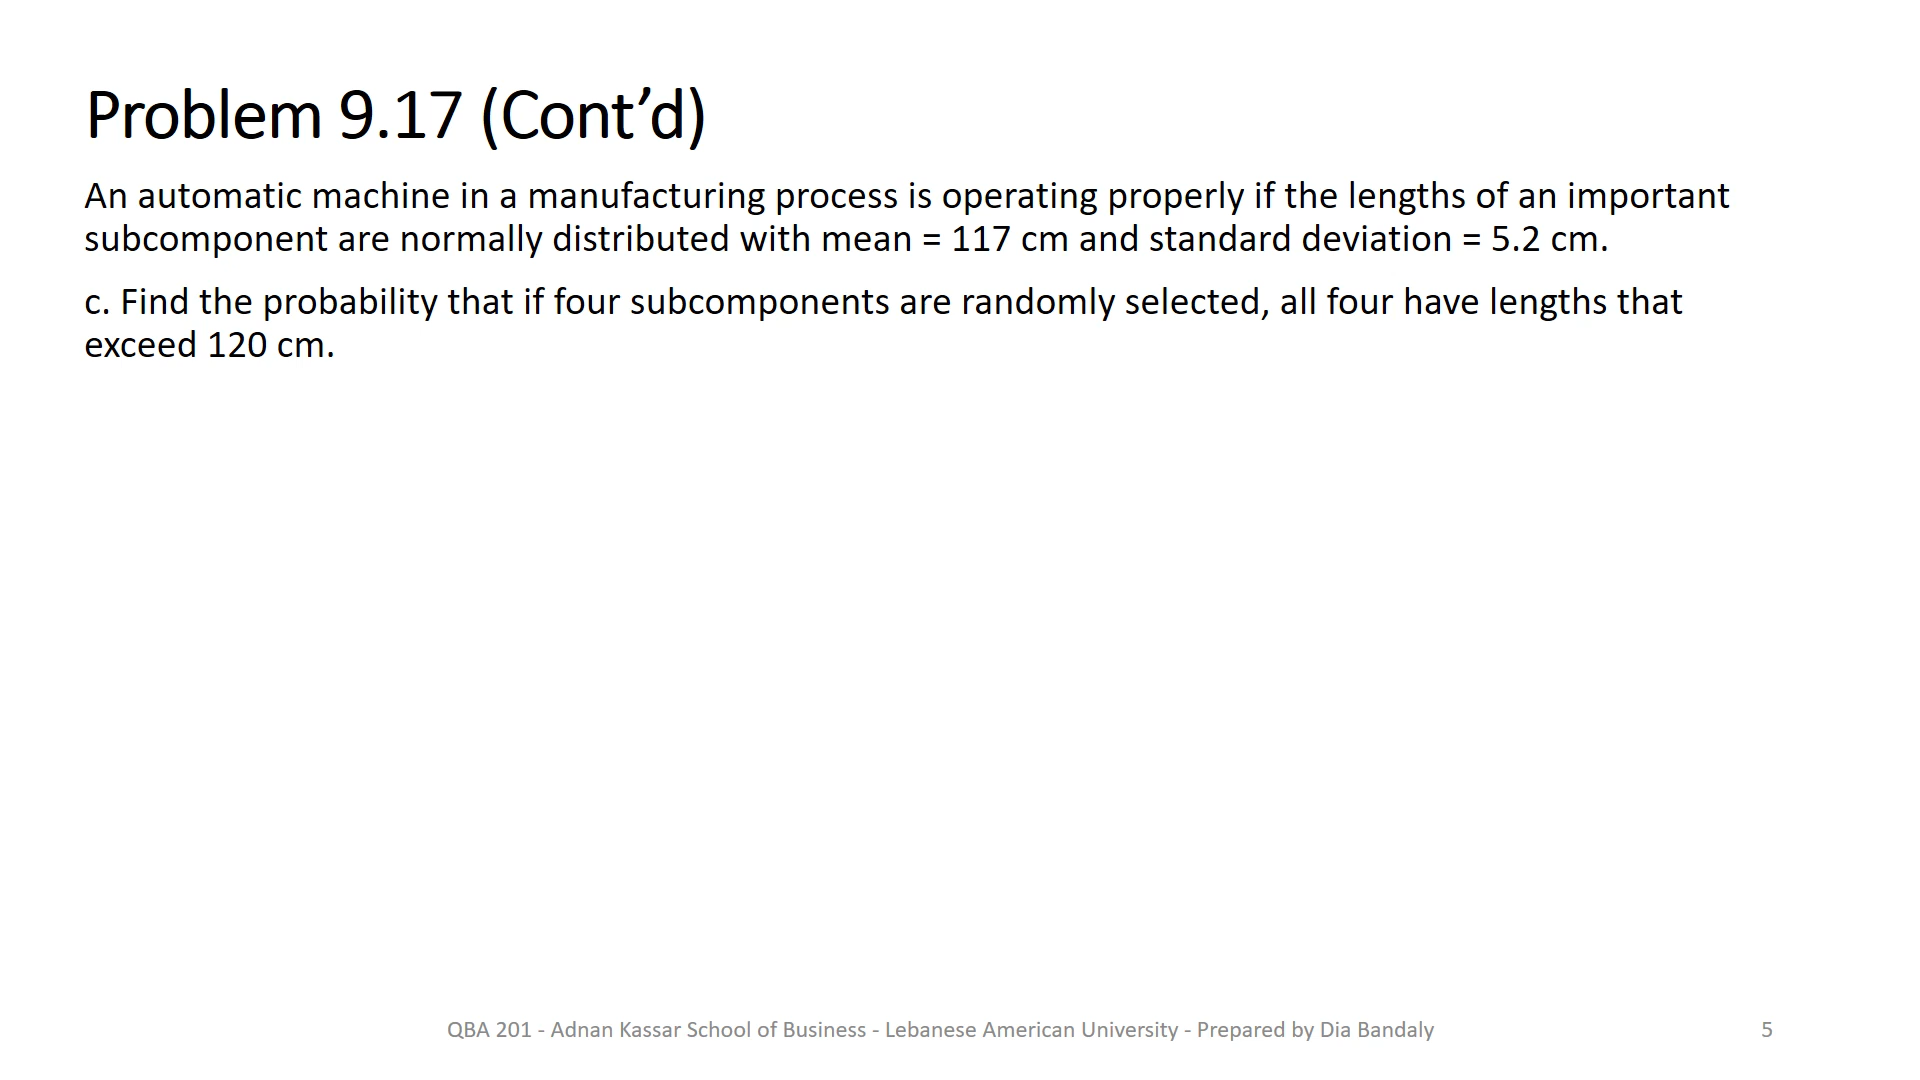 Problem 9.17 (Cont’d)
An automatic machine in a manufacturing process is operating properly if the lengths of an important
subcomponent are normally distributed with mean = 117 cm and standard deviation = 5.2 cm.
c. Find the probability that if four subcomponents are randomly selected, all four have lengths that
exceed 120 cm.
QBA 201 - Adnan Kassar School of Business - Lebanese American University - Prepared by Dia Bandaly
5